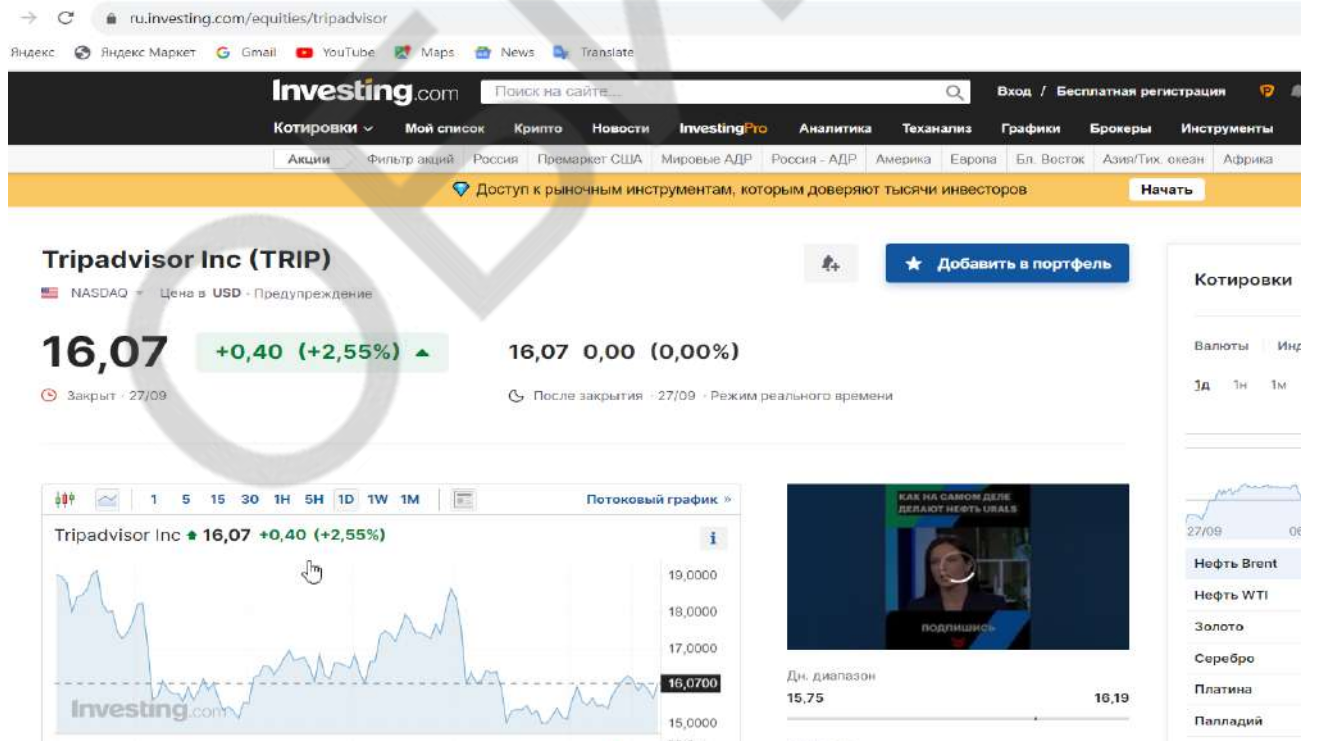 ru.investing.com/equities/tripadvisor
Яндекс Яндекс Маркет Gmail YouTube Maps News Translate
Investing.com Поиск на сайте... Вход / Бесплатная регистрация
Котировки Мой список Крипто Новости InvestingPro Аналитика Теханализ Графики Брокеры Инструменты
Акции Фильтр акций Россия Премаркет США Мировые АДР Россия - АДР Америка Европа Бл. Восток Азия/Тих. океан Африка
Доступ к рыночным инструментам, которым доверяют тысячи инвесторов Начать
Tripadvisor Inc (TRIP)
Добавить в портфель
Котировки
NASDAQ Цена в USD - Предупреждение
16,07 +0,40 (+2,55%) 16,07 0,00 (0,00%)
Валюты Инд
Закрыт · 27/09 После закрытия · 27/09 · Режим реального времени
1д 1н 1м
1 5 15 30 1H 5H 1D 1W 1M Потоковый график »
КАК НА САМОМ ДЕЛЕ
ДЕЛАЮТ НЕФТЬ URALS
Tripadvisor Inc 16,07 +0,40 (+2,55%)
27/09 06
19,0000
Нефть Brent
18,0000
Нефть WTI
ПОДПИШИСЬ
Золото
17,0000
Серебро
Дн. диапазон
16,0700
15,75 16,19
Платина
Investing.com
15,0000
Палладий